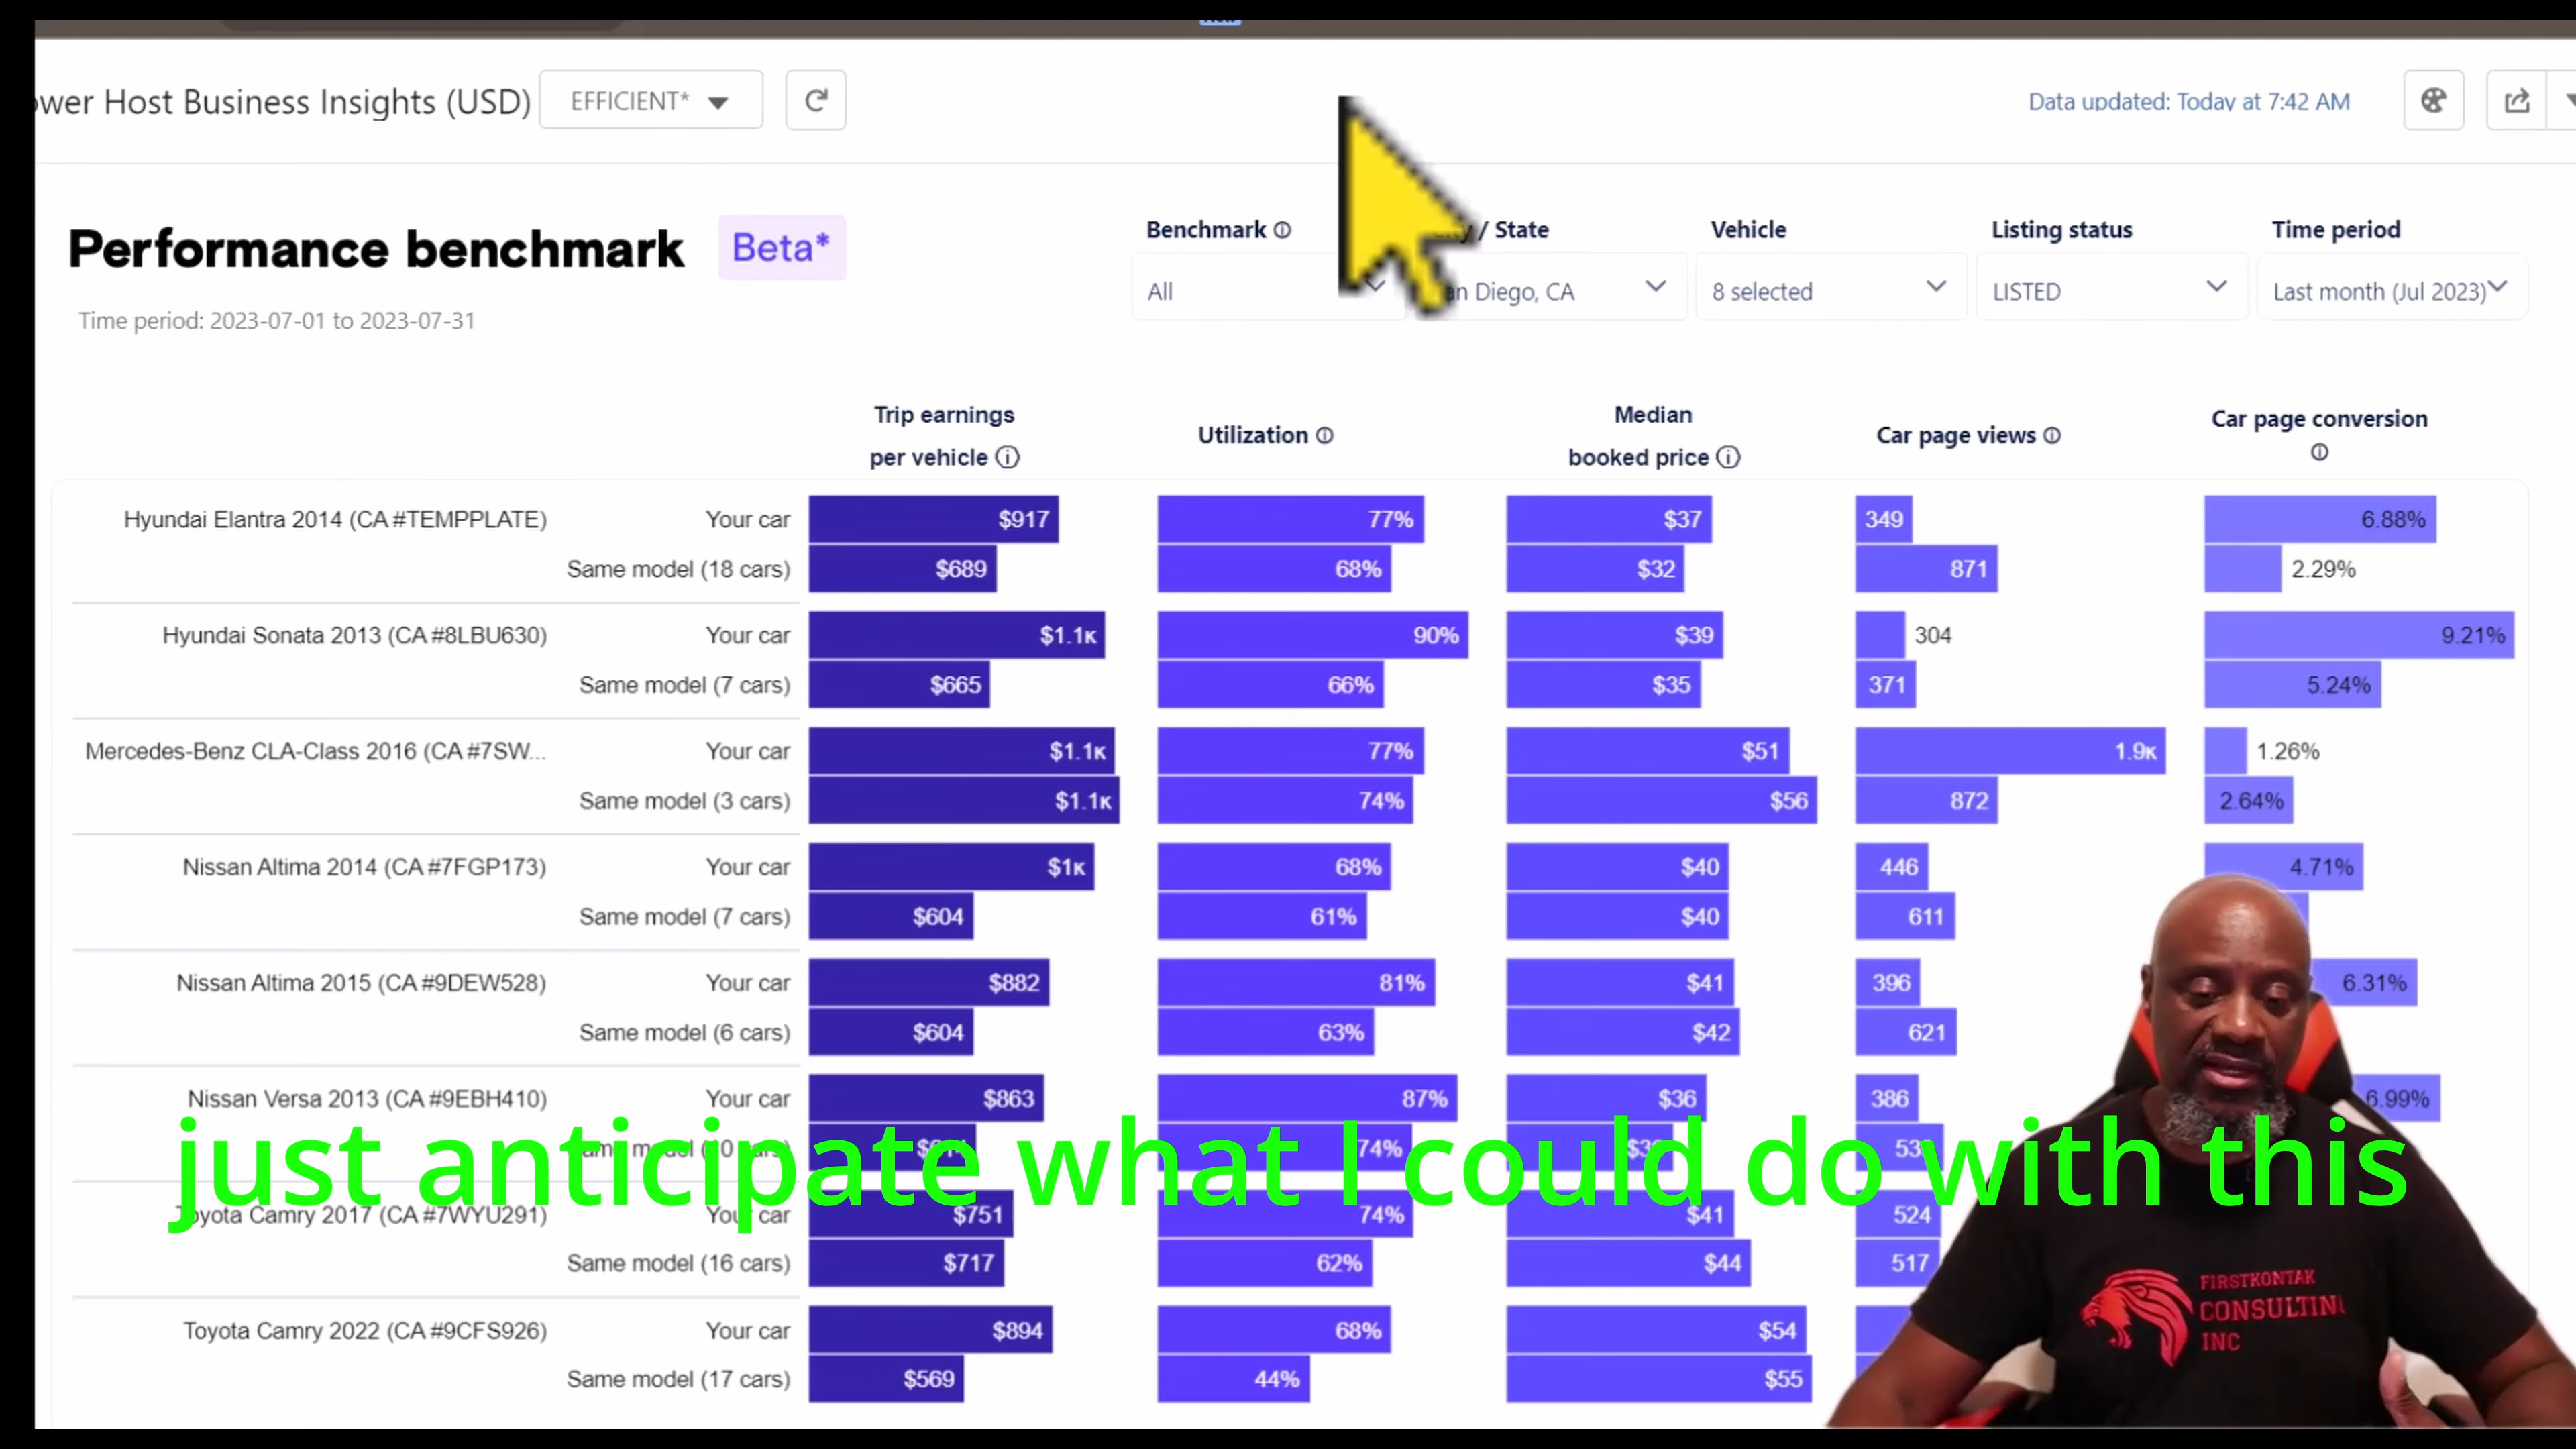 ower Host Business Insights (USD) EFFICIENT* Data updated: Today at 7:42 AM
Performance benchmark Beta*
Time period: 2023-07-01 to 2023-07-31
Benchmark / State Vehicle Listing status Time period
All an Diego, CA 8 selected LISTED Last month (Jul 2023)
Trip earnings per vehicle Utilization Median booked price Car page views Car page conversion
Hyundai Elantra 2014 (CA #TEMPPLATE) Your car $917 77% $37 349 6.88%
Same model (18 cars) $689 68% $32 871 2.29%
Hyundai Sonata 2013 (CA #8LBU630) Your car $1.1K 90% $39 304 9.21%
Same model (7 cars) $665 66% $35 371 5.24%
Mercedes-Benz CLA-Class 2016 (CA #7SW... Your car $1.1K 77% $51 1.9K 1.26%
Same model (3 cars) $1.1K 74% $56 872 2.64%
Nissan Altima 2014 (CA #7FGP173) Your car $1K 68% $40 446 4.71%
Same model (7 cars) $604 61% $40 611
Nissan Altima 2015 (CA #9DEW528) Your car $882 81% $41 396 6.31%
Same model (6 cars) $604 63% $42 621
Nissan Versa 2013 (CA #9EBH410) Your car $863 87% $36 386 6.99%
74%
just anticipate what I could do with this
Toyota Camry 2017 (CA #7WYU291) Your car $751 74% $41 524
Same model (16 cars) $717 62% $44 517
Toyota Camry 2022 (CA #9CFS926) Your car $894 68% $54
Same model (17 cars) $569 44% $55
FIRSTKONTAK
CONSULTIN
INC